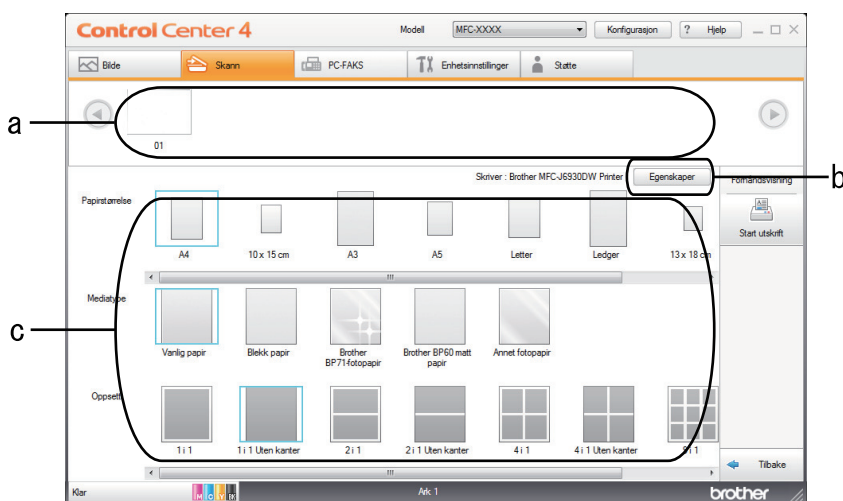 Control Center 4
Modell
MFC-XXXX
Konfigurasjon
? Hjelp
Bilde
Skann
PC-FAKS
Enhetsinnstillinger
Støtte
a
01
Skriver : Brother MFC-J6930DW Printer
Egenskaper
b
Forhåndsvisning
Start utskrift
Papirstørrelse
A4
10 x 15 cm
A3
A5
Letter
Ledger
13 x 18 cm
Mediatype
c
Vanlig papir
Blekk papir
Brother
BP71-fotopapir
Brother BP60 matt
papir
Annet fotopapir
Oppsett
1 i 1
1 i 1 Uten kanter
2 i 1
2 i 1 Uten kanter
4 i 1
4 i 1 Uten kanter
9 i 1
Tilbake
Klar
M C Y BK
Ark: 1
brother